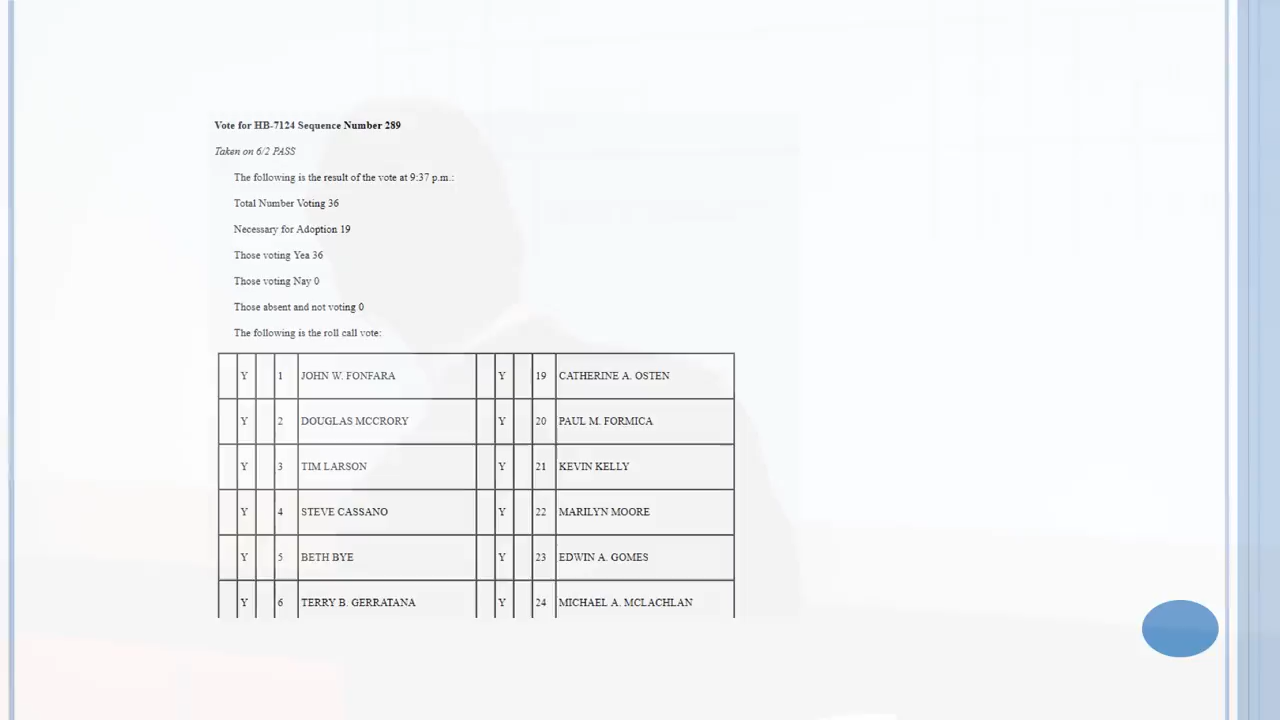 Vote for HB-7124 Sequence Number 289
Taken on 6/2 PASS
The following is the result of the vote at 9:37 p.m.:
Total Number Voting 36
Necessary for Adoption 19
Those voting Yea 36
Those voting Nay 0
Those absent and not voting 0
The following is the roll call vote:
Y 1 JOHN W. FONFARA Y 19 CATHERINE A. OSTEN
Y 2 DOUGLAS MCCRORY Y 20 PAUL M. FORMICA
Y 3 TIM LARSON Y 21 KEVIN KELLY
Y 4 STEVE CASSANO Y 22 MARILYN MOORE
Y 5 BETH BYE Y 23 EDWIN A. GOMES
Y 6 TERRY B. GERRATANA Y 24 MICHAEL A. MCLACHLAN